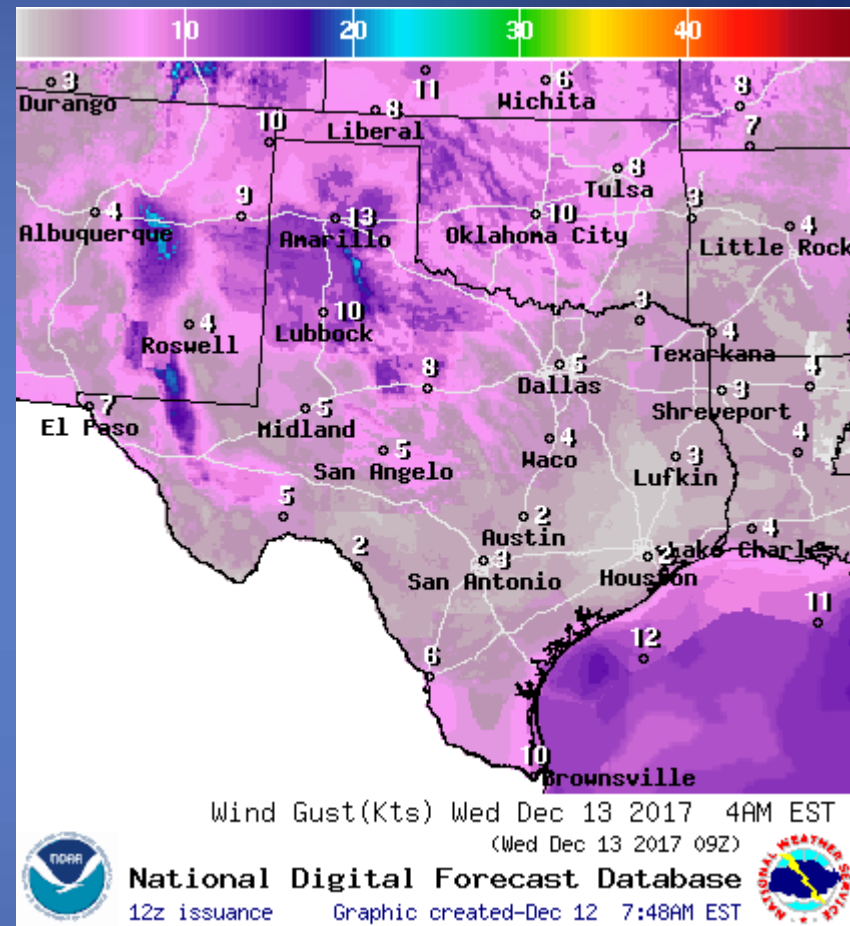 10 20 30 40
3 11 6 8
Durango Liberal 8 Wichita
10 7
8
Tulsa
4 9 13 10 3 4
Albuquerque Amarillo Oklahoma City Little Rock
4 10 3 4
Roswell Lubbock Texarkana
8 5 3 4
Dallas Shreveport
7 5
El Paso Midland
5 4 3 4
San Angelo Waco Lufkin
5 2 4
Austin Lake Charles
2 3 2
San Antonio Houston
11
12
6
10
Brownsville
Wind Gust(Kts) Wed Dec 13 2017 4AM EST
(Wed Dec 13 2017 09Z)
NOAA
National Digital Forecast Database
NATIONAL WEATHER SERVICE
12z issuance Graphic created-Dec 12 7:48AM EST